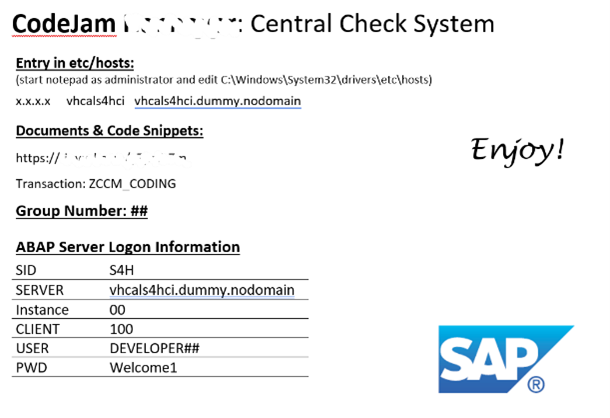 CodeJam : Central Check System
Entry in etc/hosts:
(start notepad as administrator and edit C:\Windows\System32\drivers\etc\hosts)
x.x.x.x vhcals4hci vhcals4hci.dummy.nodomain
Documents & Code Snippets:
https://
Enjoy!
Transaction: ZCCM_CODING
Group Number: ##
ABAP Server Logon Information
SID S4H
SERVER vhcals4hci.dummy.nodomain
Instance 00
CLIENT 100
USER DEVELOPER##
PWD Welcome1
SAP®